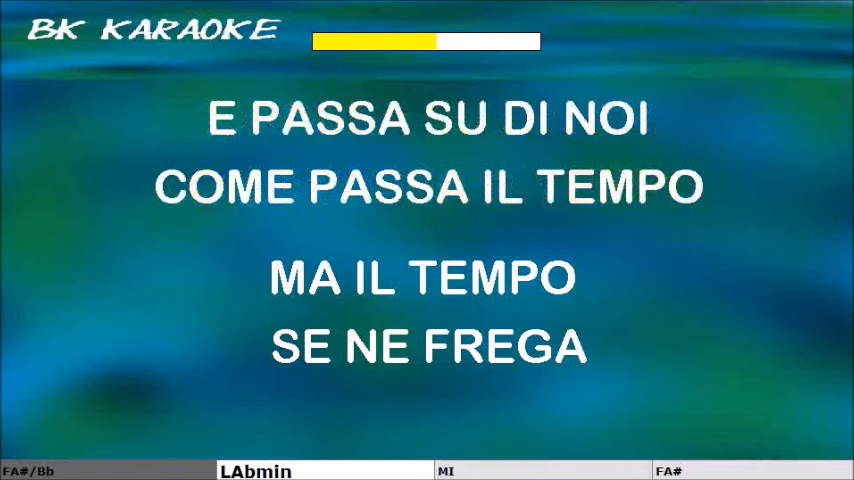 BK KARAOKE
E PASSA SU DI NOI
COME PASSA IL TEMPO
MA IL TEMPO
SE NE FREGA
FA#/Bb LAbmin MI FA#